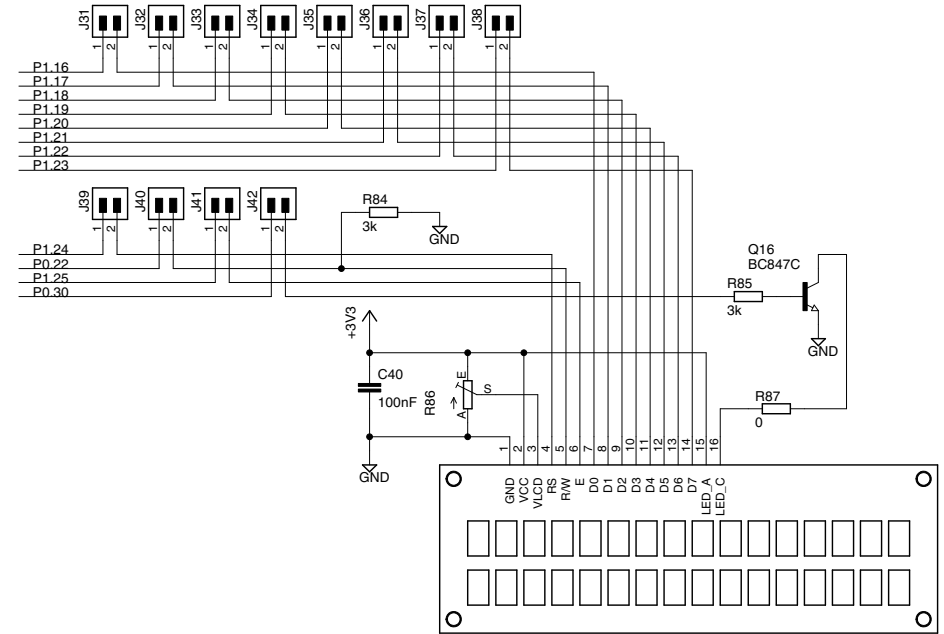 J31 J32 J33 J34 J35 J36 J37 J38
1 2 1 2 1 2 1 2 1 2 1 2 1 2 1 2
P1.16
P1.17
P1.18
P1.19
P1.20
P1.21
P1.22
P1.23
J39 J40 J41 J42
1 2 1 2 1 2 1 2
R84
3k
GND
P1.24
P0.22
P1.25
P0.30
Q16
BC847C
R85
3k
GND
+3V3
C40
100nF
R86
E
S
A
GND
R87
0
1 2 3 4 5 6 7 8 9 10 11 12 13 14 15 16
GND VCC VLCD RS R/W E D0 D1 D2 D3 D4 D5 D6 D7 LED_A LED_C